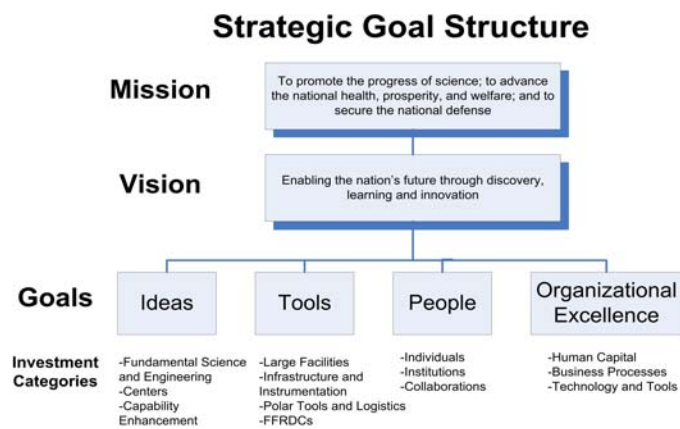 Strategic Goal Structure
Mission
To promote the progress of science; to advance
the national health, prosperity, and welfare; and to
secure the national defense
Vision
Enabling the nation's future through discovery,
learning and innovation
Goals
Ideas
Tools
People
Organizational
Excellence
Investment
Categories
-Fundamental Science
and Engineering
-Centers
-Capability
Enhancement
-Large Facilities
-Infrastructure and
Instrumentation
-Polar Tools and Logistics
-FFRDCs
-Individuals
-Institutions
-Collaborations
-Human Capital
-Business Processes
-Technology and Tools